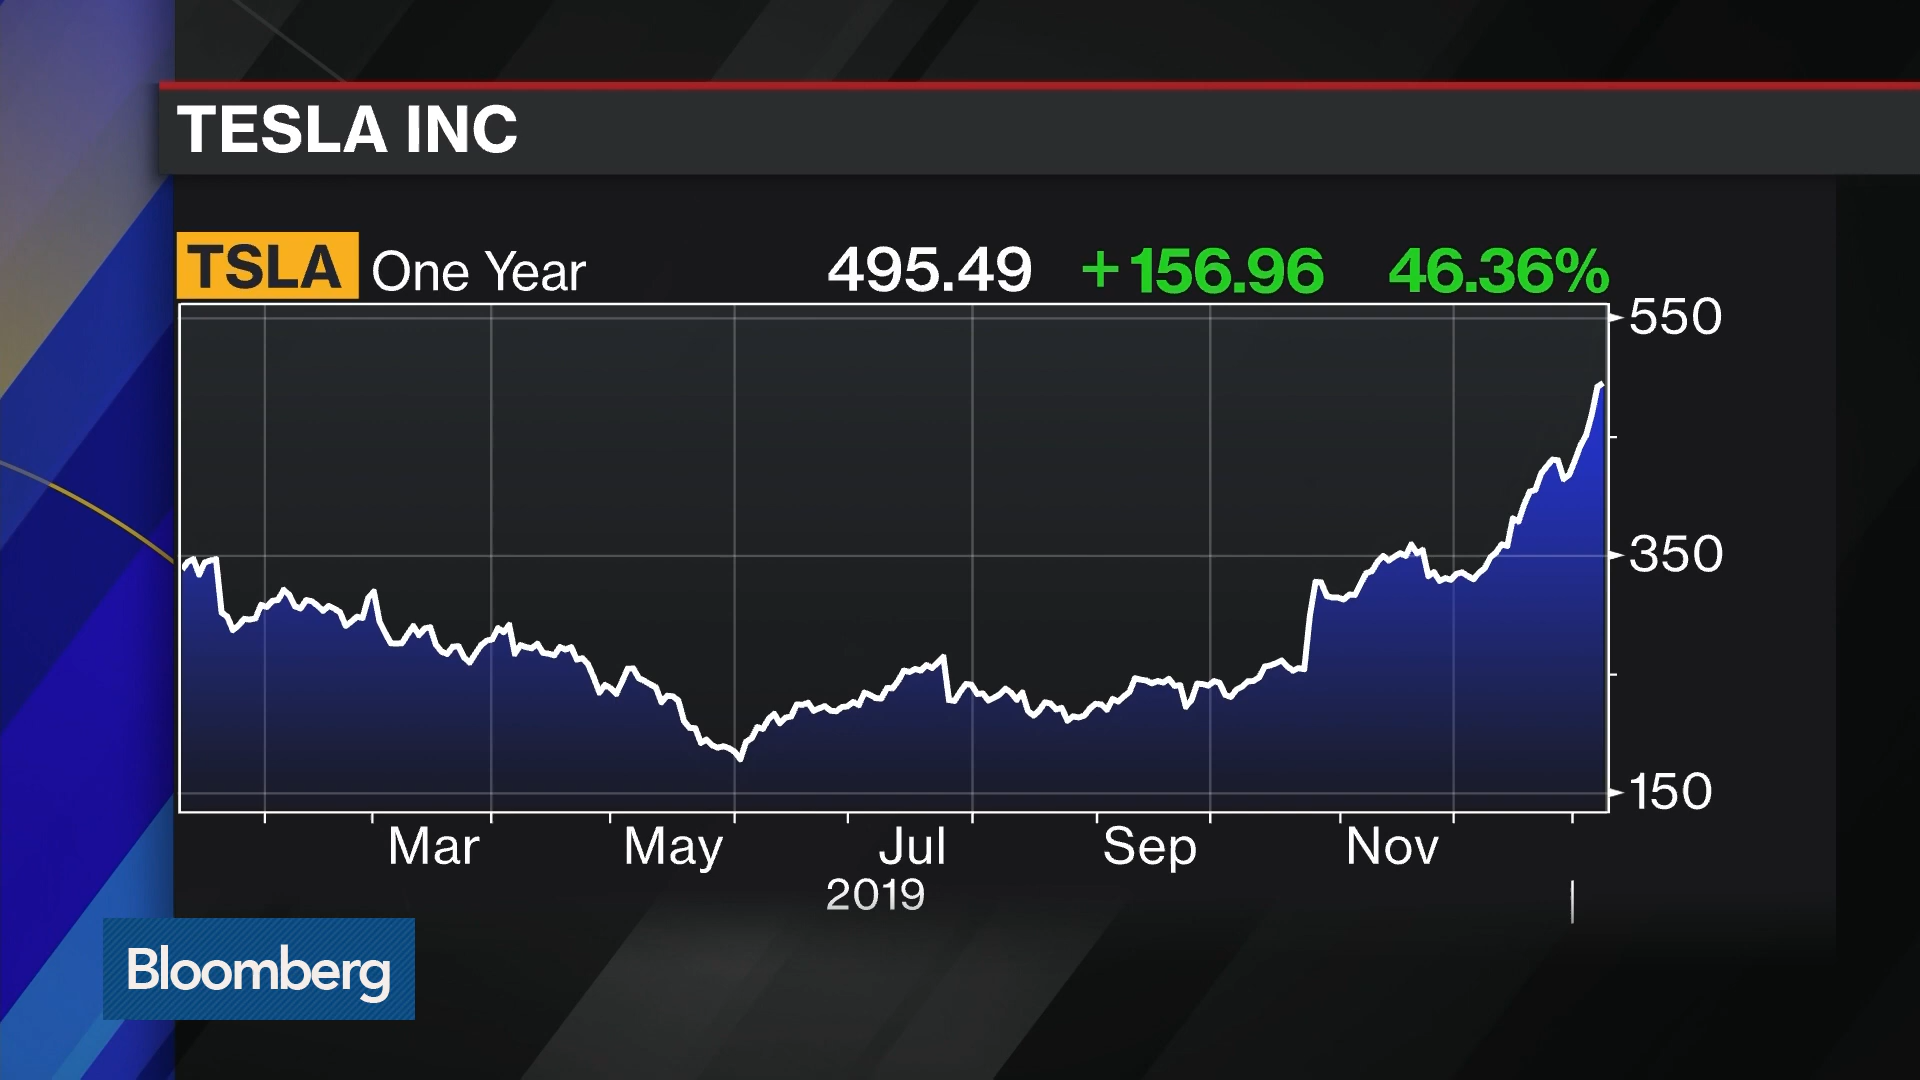 TESLA INC
TSLA One Year 495.49 +156.96 46.36%
550
350
150
Mar May Jul Sep Nov
2019
Bloomberg